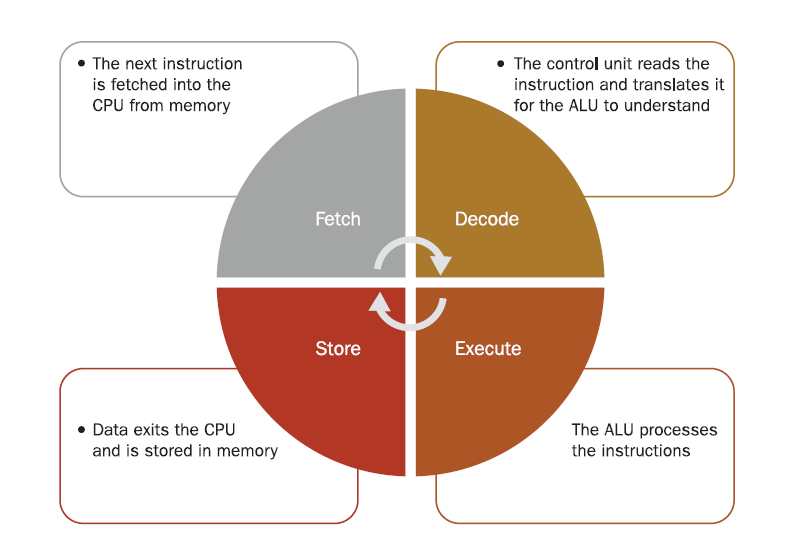 • The next instruction
is fetched into the
CPU from memory
• The control unit reads the
instruction and translates it
for the ALU to understand
Fetch
Decode
Store
Execute
• Data exits the CPU
and is stored in memory
The ALU processes
the instructions